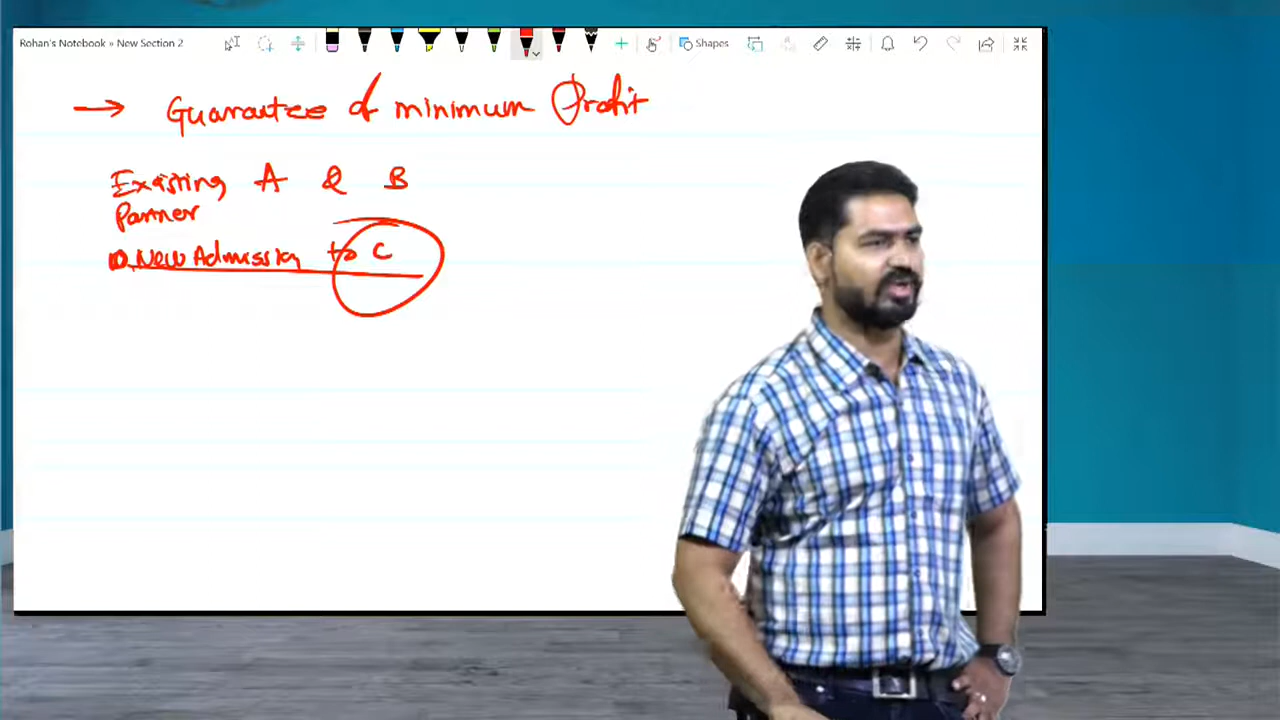 Rohan's Notebook » New Section 2
Shapes
→ Guarantee of minimum Profit
Existing A & B
Partner
New Admission to C